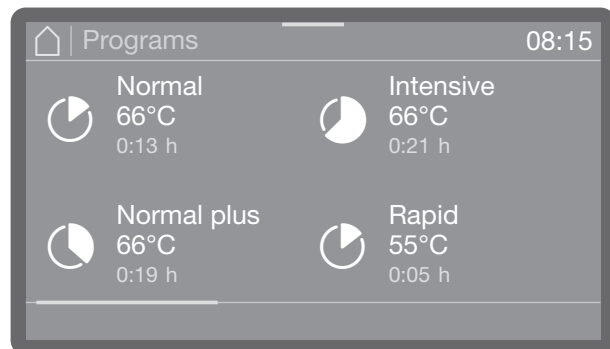 Programs
08:15
Normal
66°C
0:13 h
Intensive
66°C
0:21 h
Normal plus
66°C
0:19 h
Rapid
55°C
0:05 h